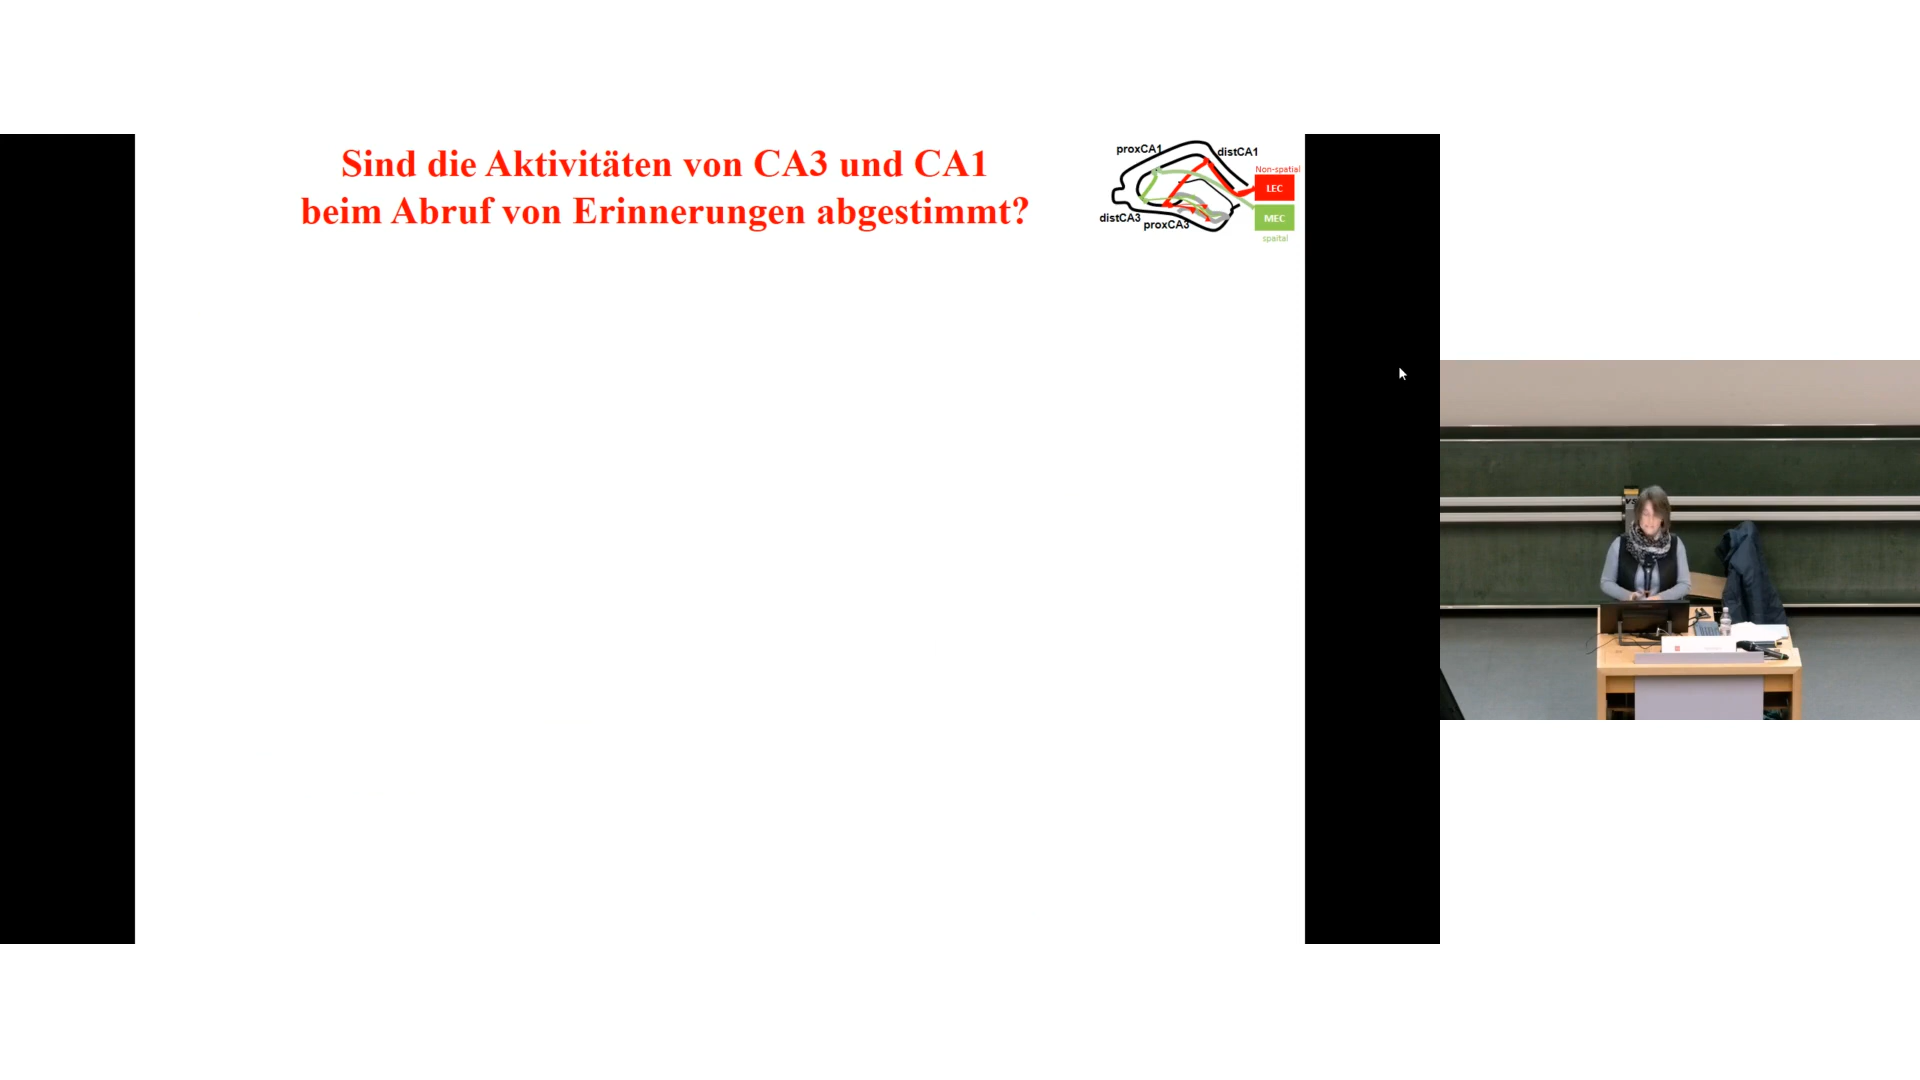 Sind die Aktivitäten von CA3 und CA1
beim Abruf von Erinnerungen abgestimmt?
proxCA1
distCA1
Non-spatial
LEC
MEC
distCA3
proxCA3
spaital